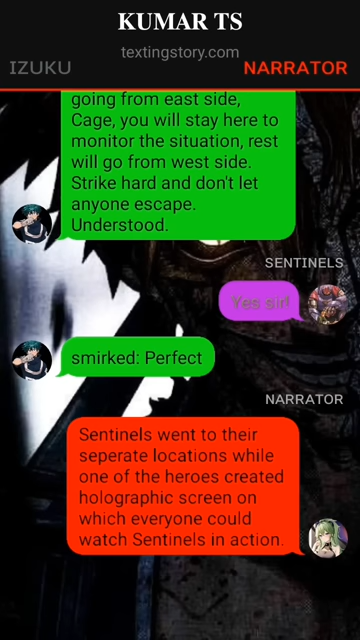 KUMAR TS
textingstory.com
IZUKU
NARRATOR
going from east side,
Cage, you will stay here to
monitor the situation, rest
will go from west side.
Strike hard and don't let
anyone escape.
Understood.
SENTINELS
Yes sir!
smirked: Perfect
NARRATOR
Sentinels went to their
seperate locations while
one of the heroes created
holographic screen on
which everyone could
watch Sentinels in action.